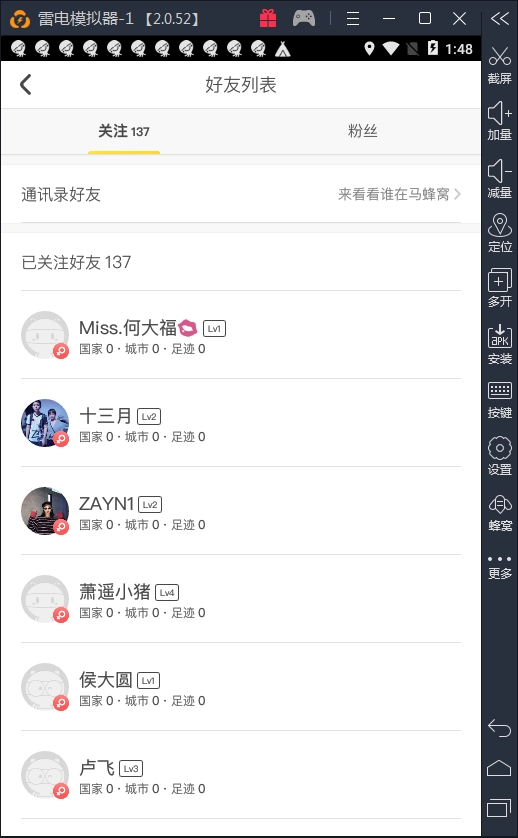 雷电模拟器-1 【2.0.52】
1:48
好友列表
关注 137
粉丝
通讯录好友
来看看谁在马蜂窝
已关注好友 137
Miss.何大福 Lv1
国家 0 · 城市 0 · 足迹 0
十三月 Lv2
国家 0 · 城市 0 · 足迹 0
ZAYN1 Lv2
国家 0 · 城市 0 · 足迹 0
萧遥小猪 Lv4
国家 0 · 城市 0 · 足迹 0
侯大圆 Lv1
国家 0 · 城市 0 · 足迹 0
卢飞 Lv3
国家 0 · 城市 0 · 足迹 0
截屏
加量
减量
定位
多开
APK
安装
按键
设置
蜂窝
更多